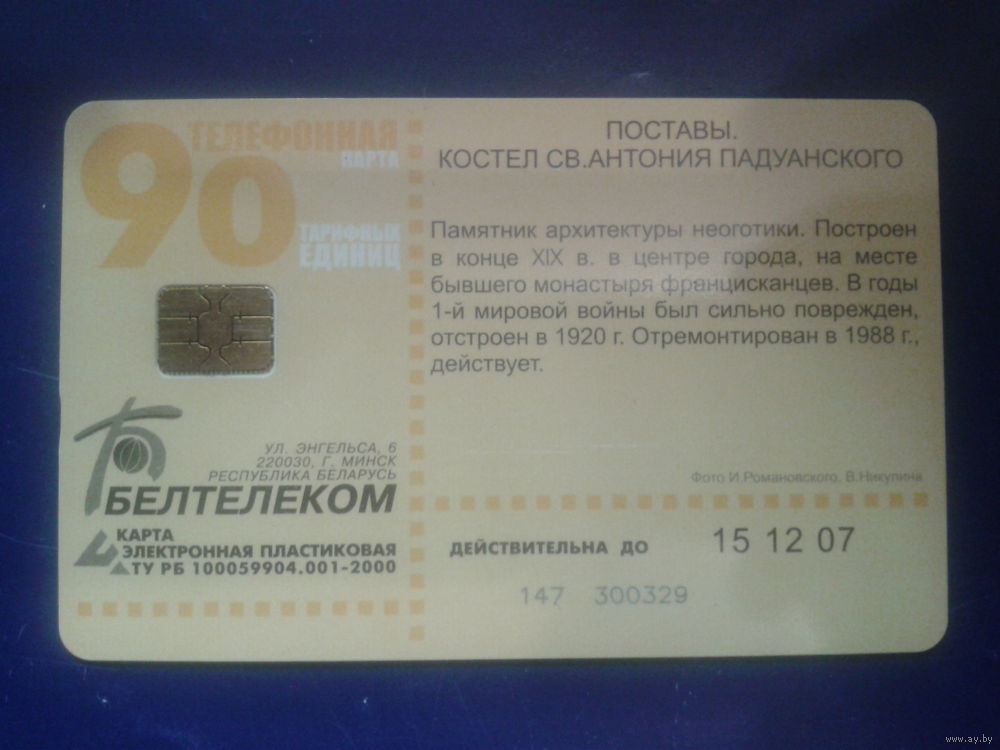 90 ТЕЛЕФОННАЯ
КАРТА
ТАРИФНЫХ
ЕДИНИЦ
ПОСТАВЫ.
КОСТЕЛ СВ.АНТОНИЯ ПАДУАНСКОГО
Памятник архитектуры неоготики. Построен
в конце XIX в. в центре города, на месте
бывшего монастыря францисканцев. В годы
1-й мировой войны был сильно поврежден,
отстроен в 1920 г. Отремонтирован в 1988 г.,
действует.
Фото И.Романовского, В.Никулина
УЛ. ЭНГЕЛЬСА, 6
220030, Г. МИНСК
РЕСПУБЛИКА БЕЛАРУСЬ
БЕЛТЕЛЕКОМ
КАРТА
ЭЛЕКТРОННАЯ ПЛАСТИКОВАЯ
ТУ РБ 100059904.001-2000
ДЕЙСТВИТЕЛЬНА ДО 15 12 07
147 300329
www.ay.by